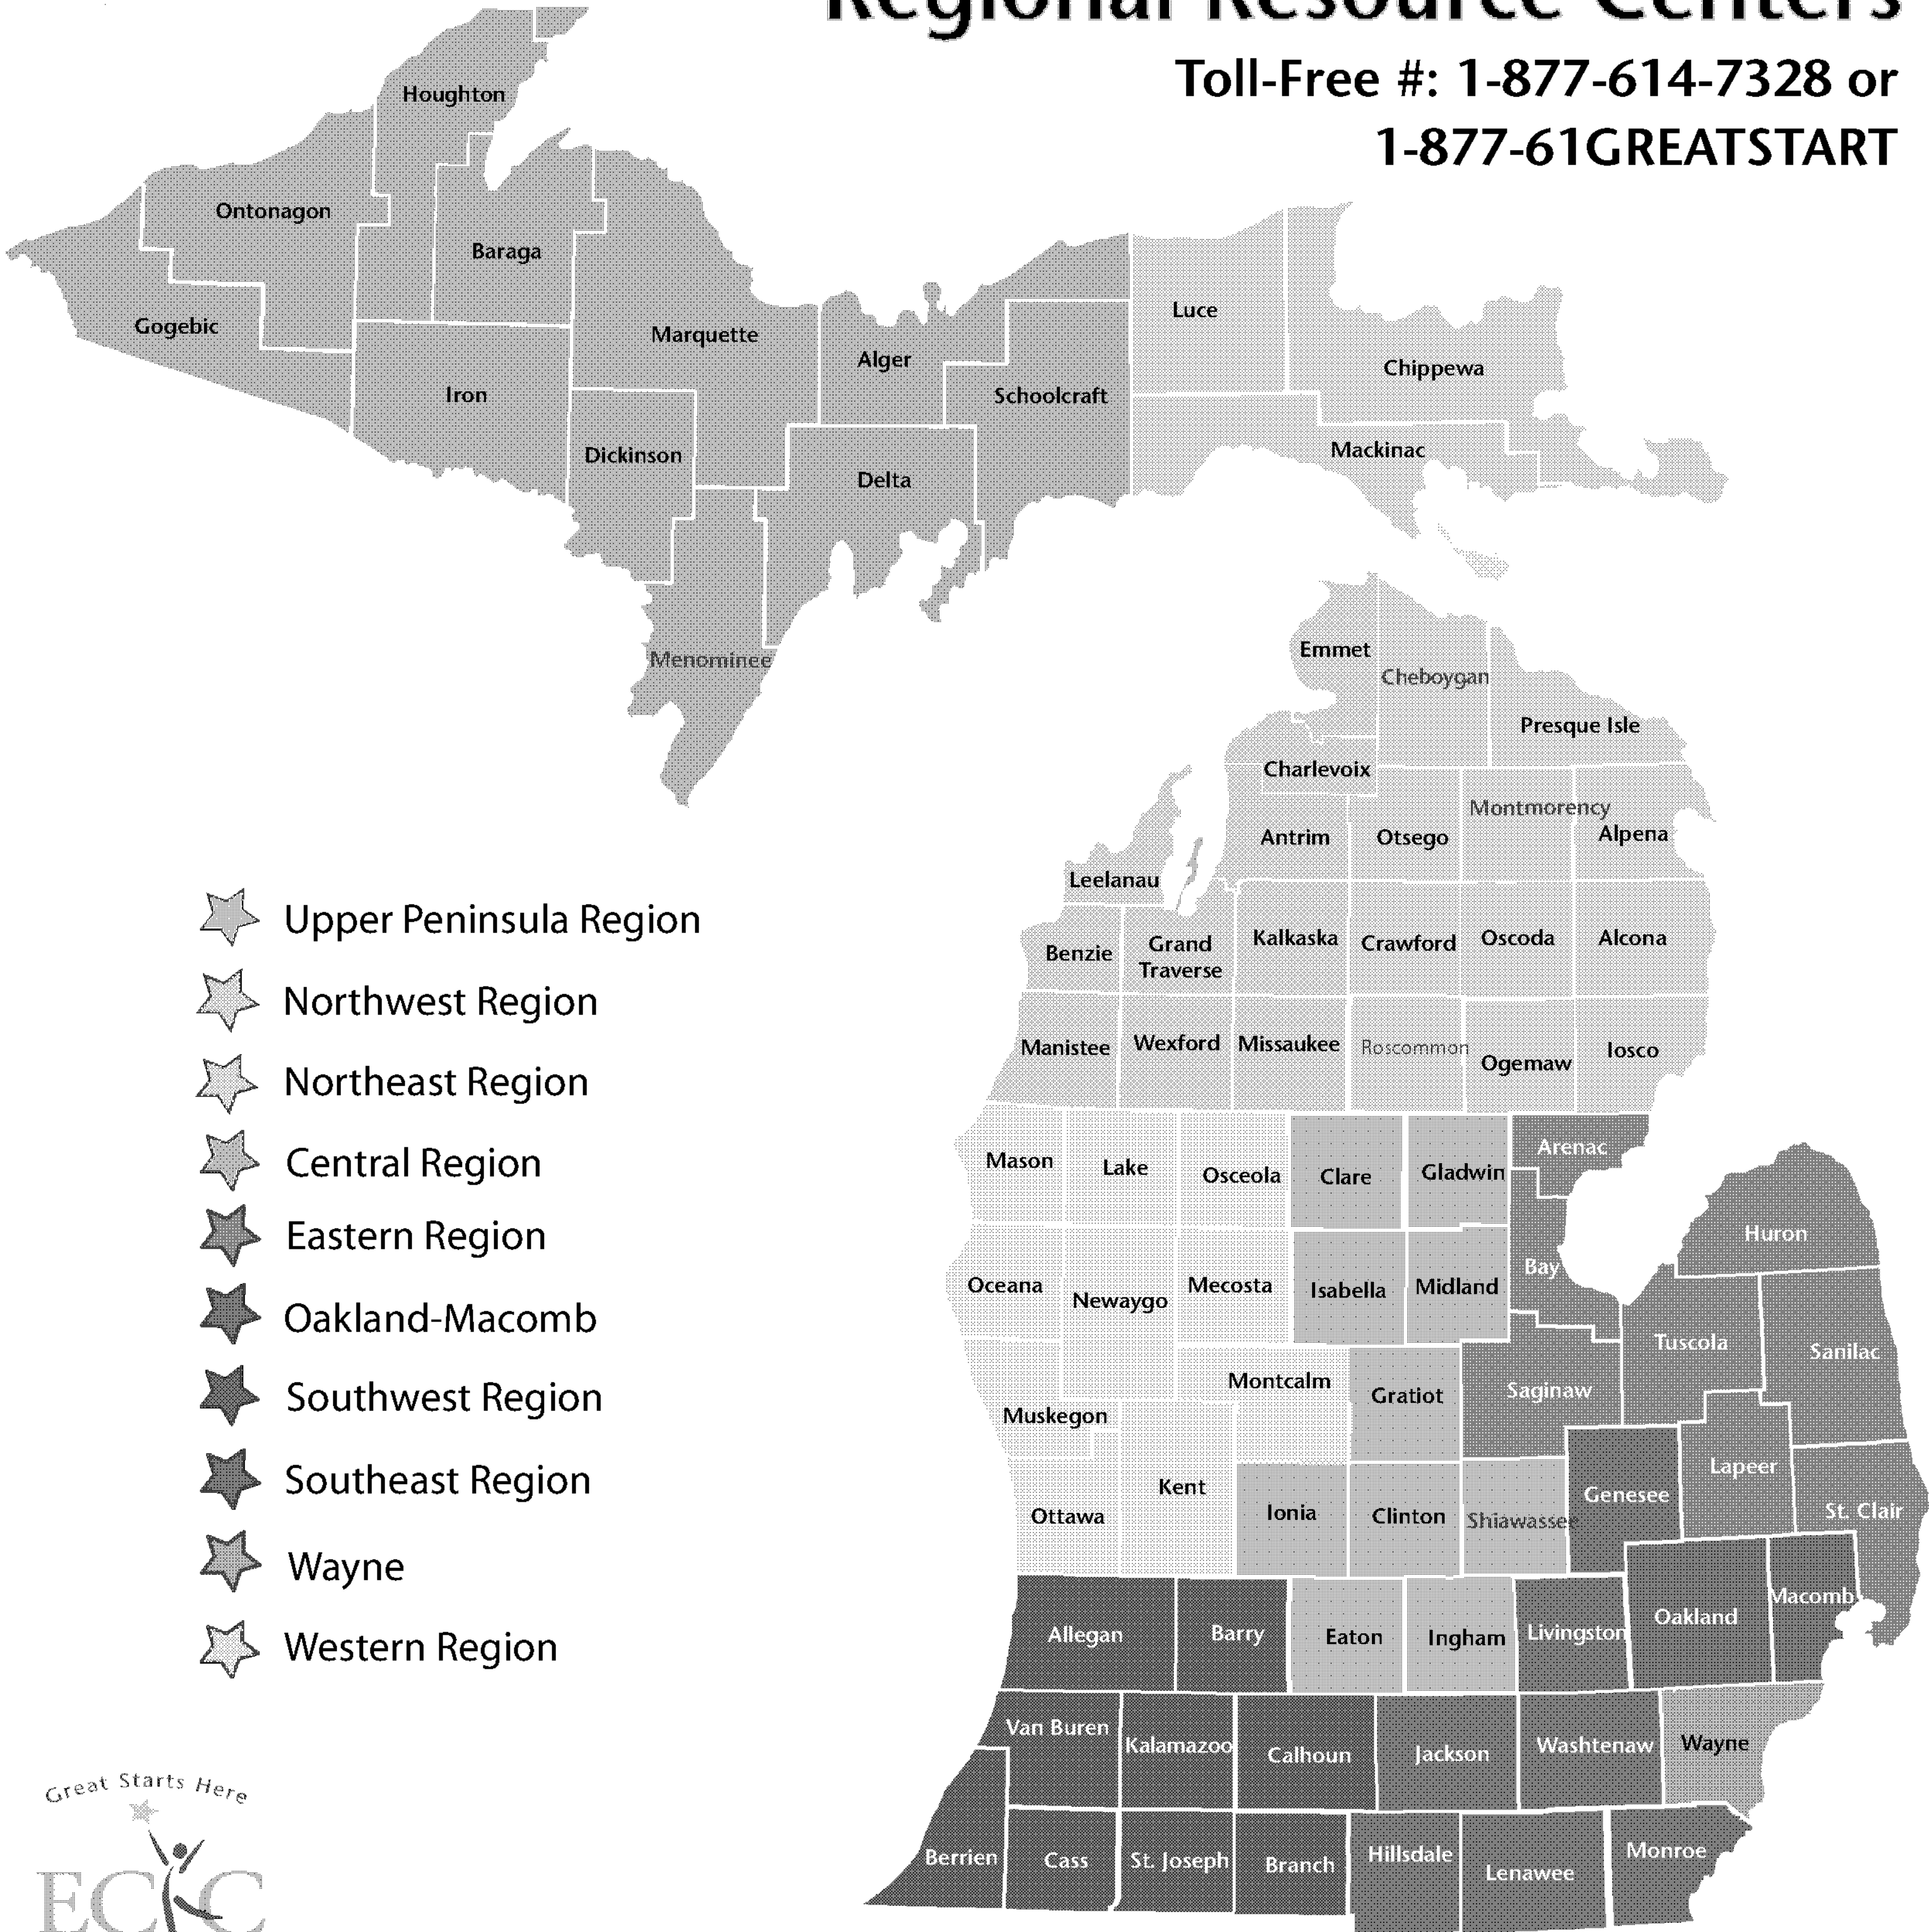 Regional Resource Centers
Toll-Free #: 1-877-614-7328 or
1-877-61GREATSTART
Houghton
Ontonagon
Baraga
Gogebic
Marquette
Iron
Alger
Schoolcraft
Luce
Chippewa
Dickinson
Delta
Mackinac
Menominee
Emmet
Cheboygan
Presque Isle
Charlevoix
Montmorency
Antrim
Otsego
Alpena
Leelanau
Benzie
Grand
Traverse
Kalkaska
Crawford
Oscoda
Alcona
Manistee
Wexford
Missaukee
Roscommon
Ogemaw
Iosco
Mason
Lake
Osceola
Clare
Gladwin
Arenac
Huron
Oceana
Newaygo
Mecosta
Isabella
Midland
Bay
Tuscola
Sanilac
Montcalm
Gratiot
Saginaw
Muskegon
Kent
Ottawa
Ionia
Clinton
Shiawassee
Genesee
Lapeer
St. Clair
Allegan
Barry
Eaton
Ingham
Livingston
Oakland
Macomb
Van Buren
Kalamazoo
Calhoun
Jackson
Washtenaw
Wayne
Berrien
Cass
St. Joseph
Branch
Hillsdale
Lenawee
Monroe
Upper Peninsula Region
Northwest Region
Northeast Region
Central Region
Eastern Region
Oakland-Macomb
Southwest Region
Southeast Region
Wayne
Western Region
Great Starts Here
ECIC